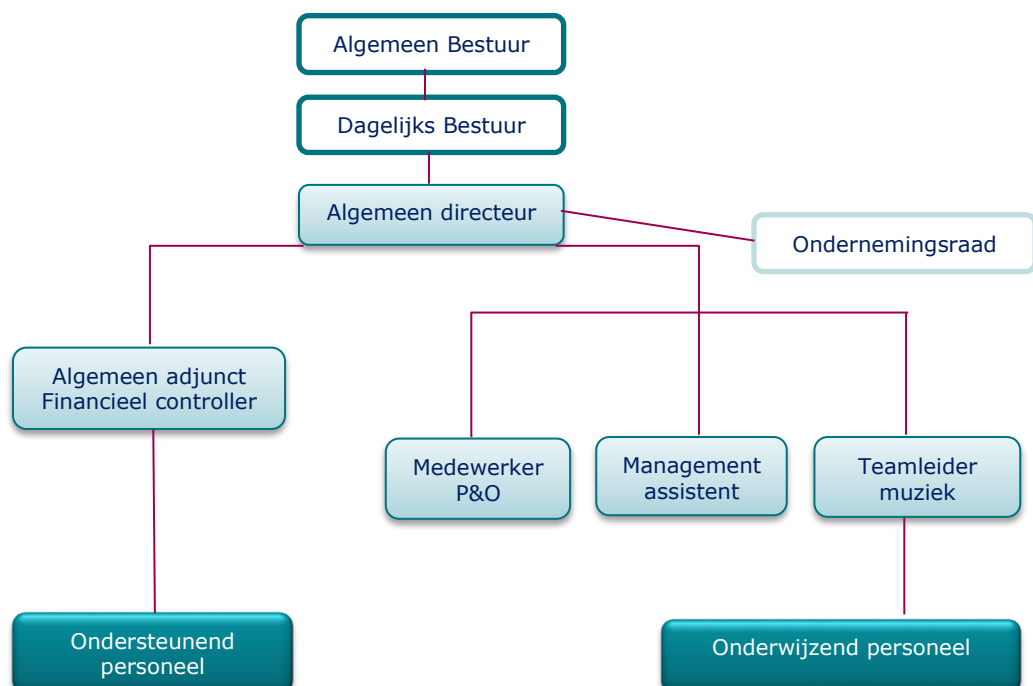 Algemeen Bestuur
Dagelijks Bestuur
Algemeen directeur
Ondernemingsraad
Algemeen adjunct
Financieel controller
Medewerker
P&O
Management
assistent
Teamleider
muziek
Ondersteunend
personeel
Onderwijzend personeel